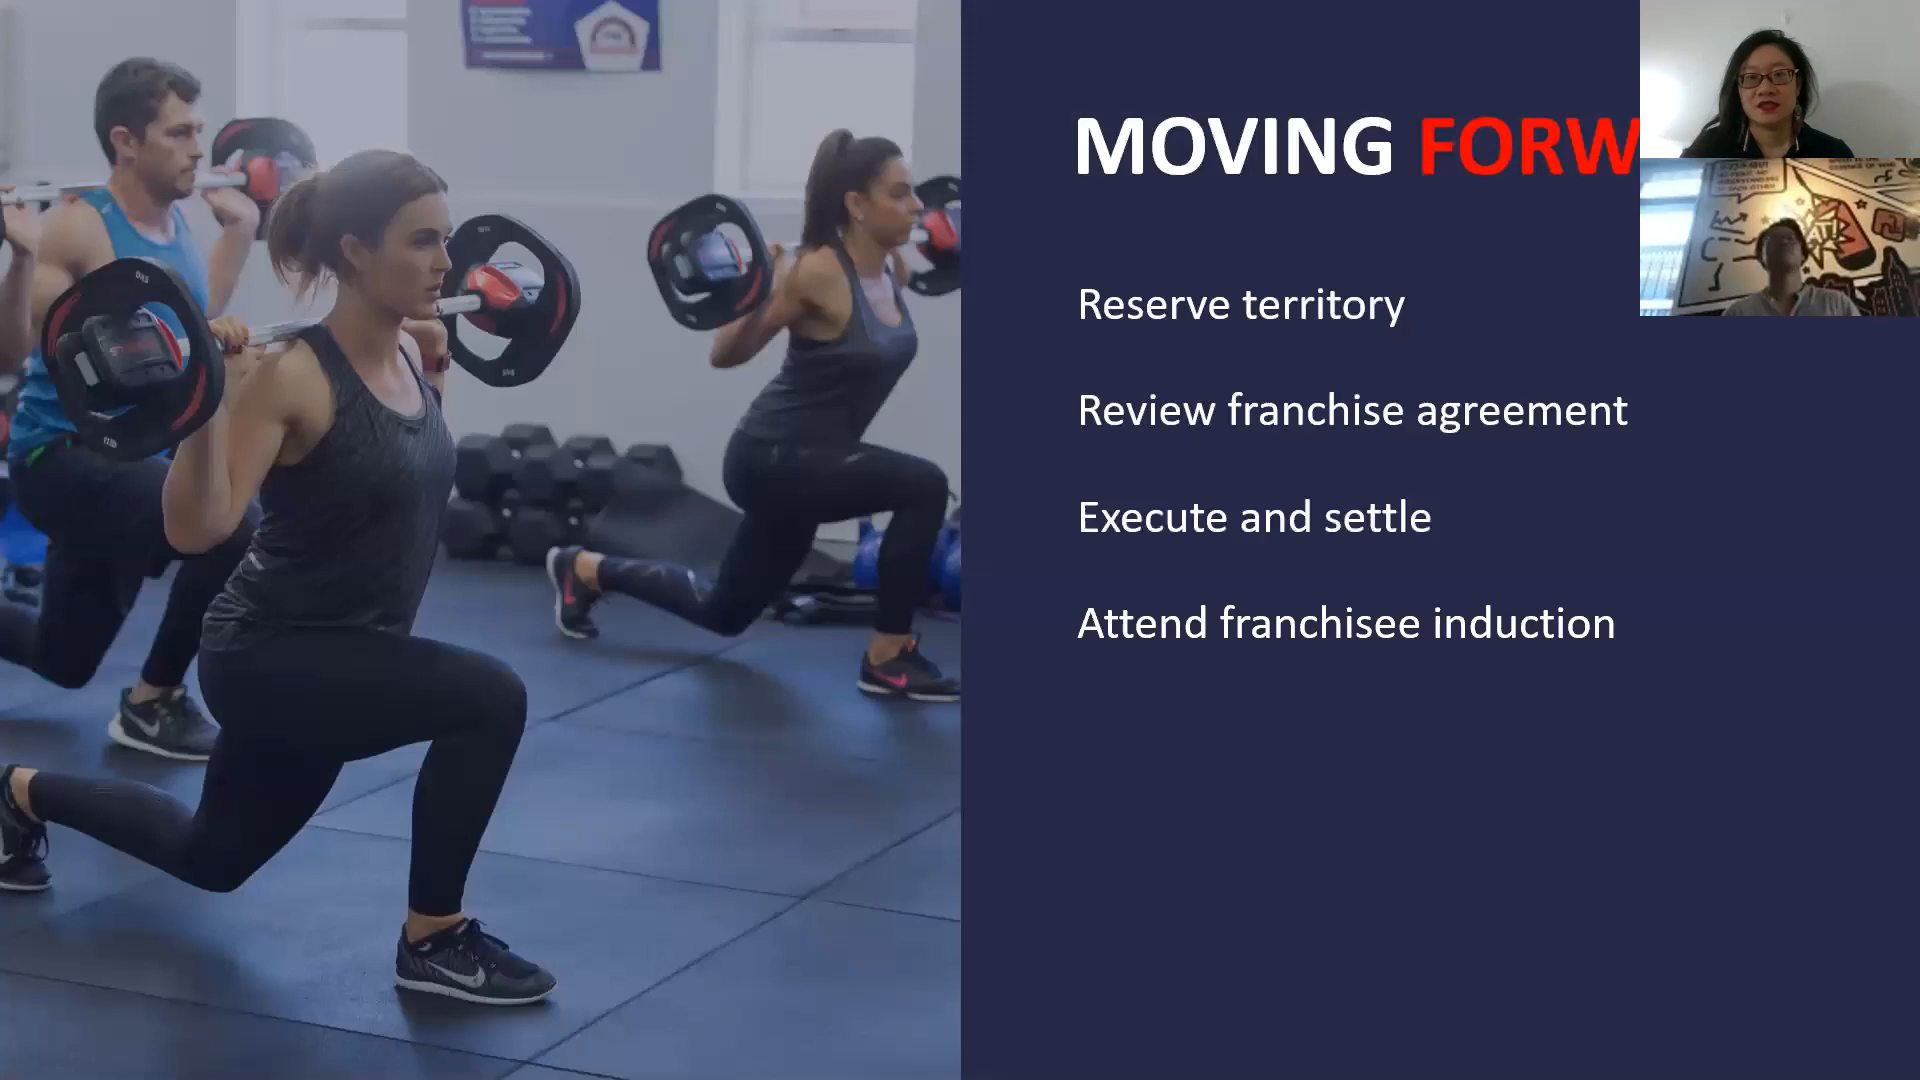 MOVING FORW
Reserve territory
Review franchise agreement
Execute and settle
Attend franchisee induction